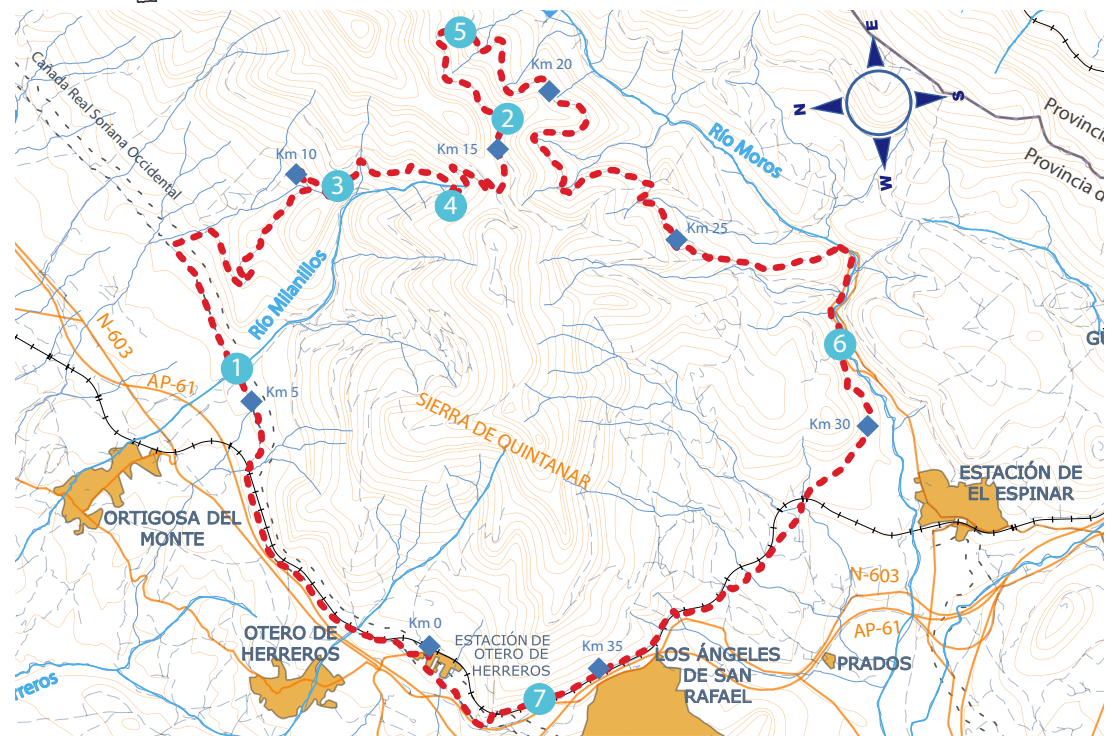 5
E
Km 20
S
N
Provincia
Cañada Real Soriana Occidental
2
Río Moros
Km 15
Km 10
Provincia d
W
3
4
Km 25
Río Milanillos
N-603
1
6
AP-61
Km 5
SIERRA DE QUINTANAR
Km 30
ESTACIÓN DE
EL ESPINAR
ORTIGOSA DEL
MONTE
N-603
Km 0
AP-61
OTERO DE
HERREROS
ESTACIÓN DE
OTERO DE
HERREROS
Km 35
LOS ÁNGELES
DE SAN
RAFAEL
PRADOS
rreros
7